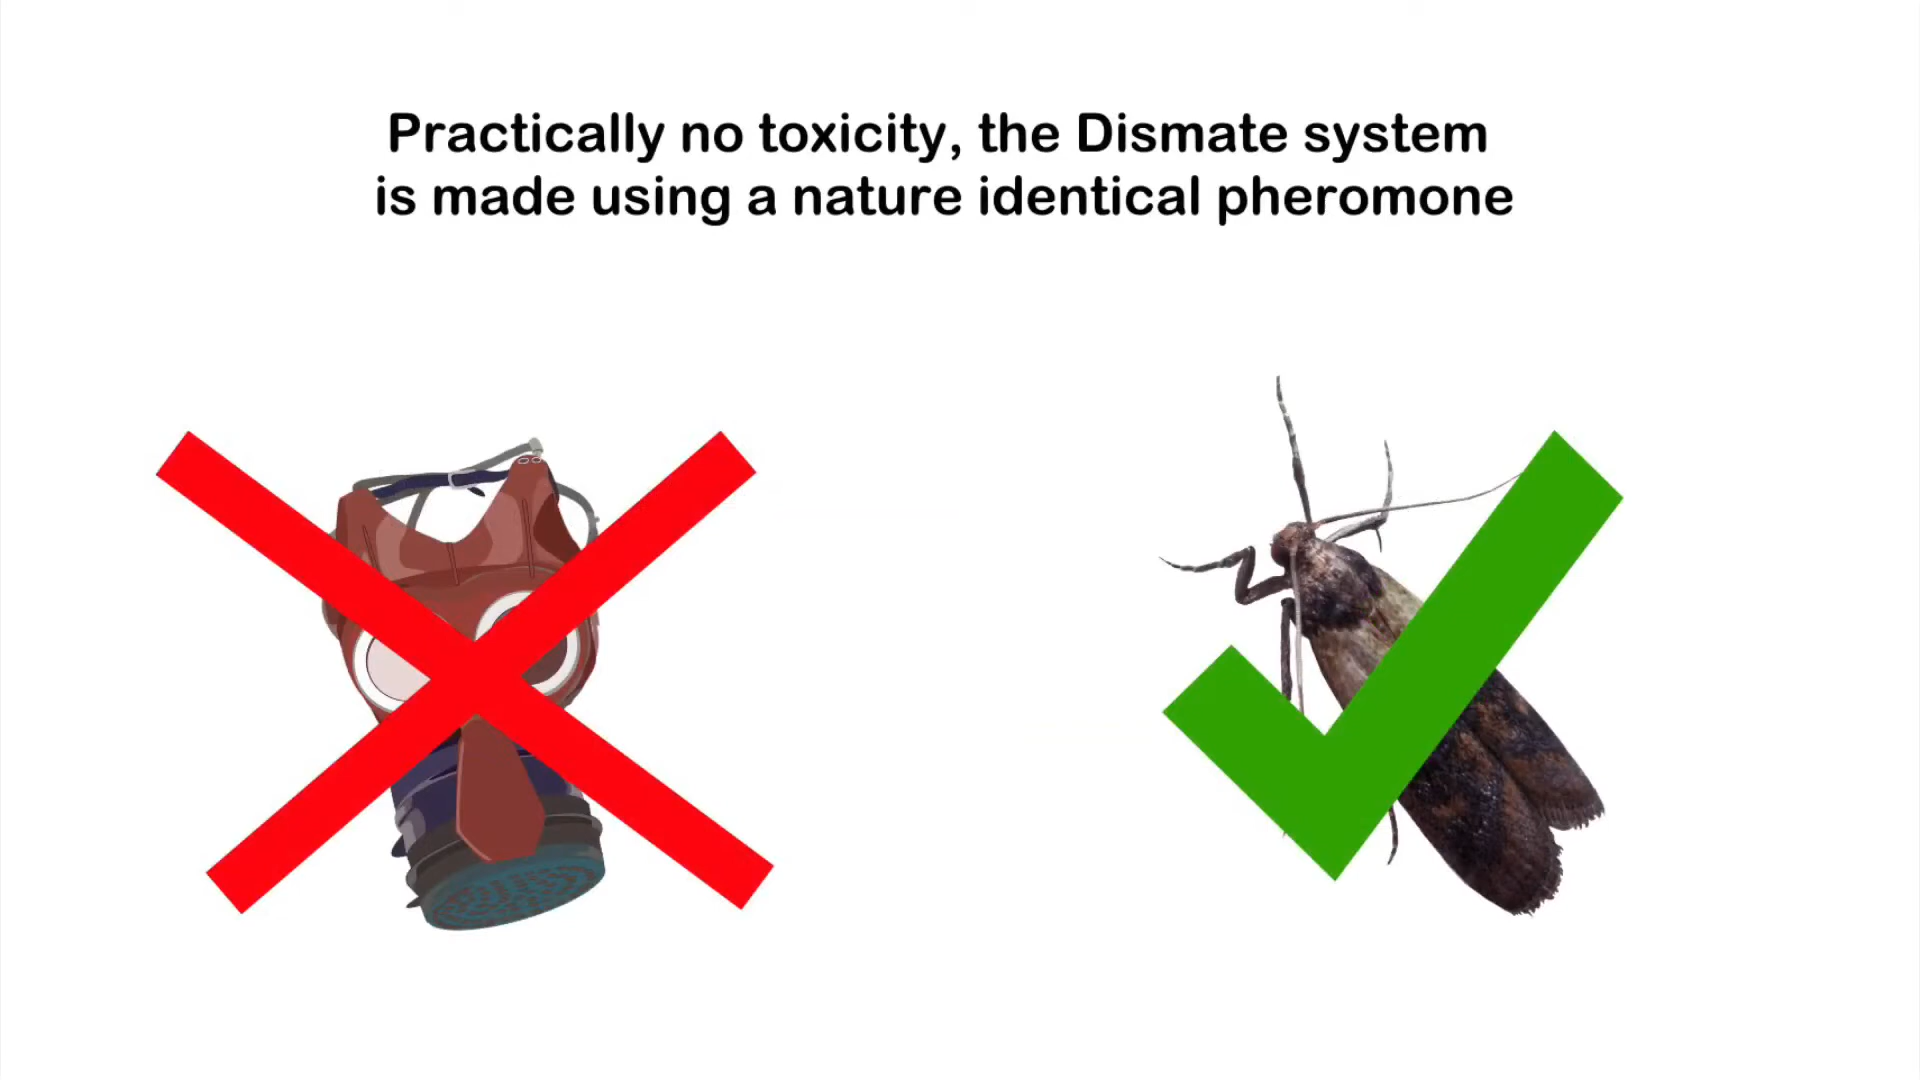 Practically no toxicity, the Dismate system
is made using a nature identical pheromone